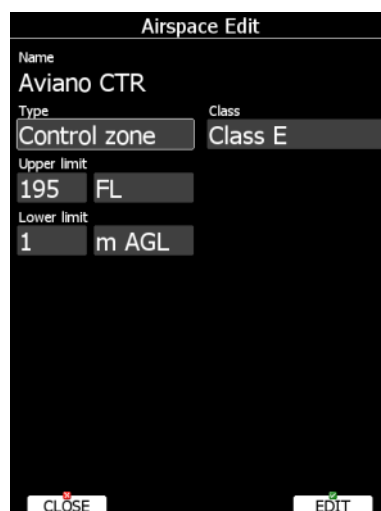 Airspace Edit
Name
Aviano CTR
Type Class
Control zone Class E
Upper limit
195 FL
Lower limit
1 m AGL
CLOSE EDIT